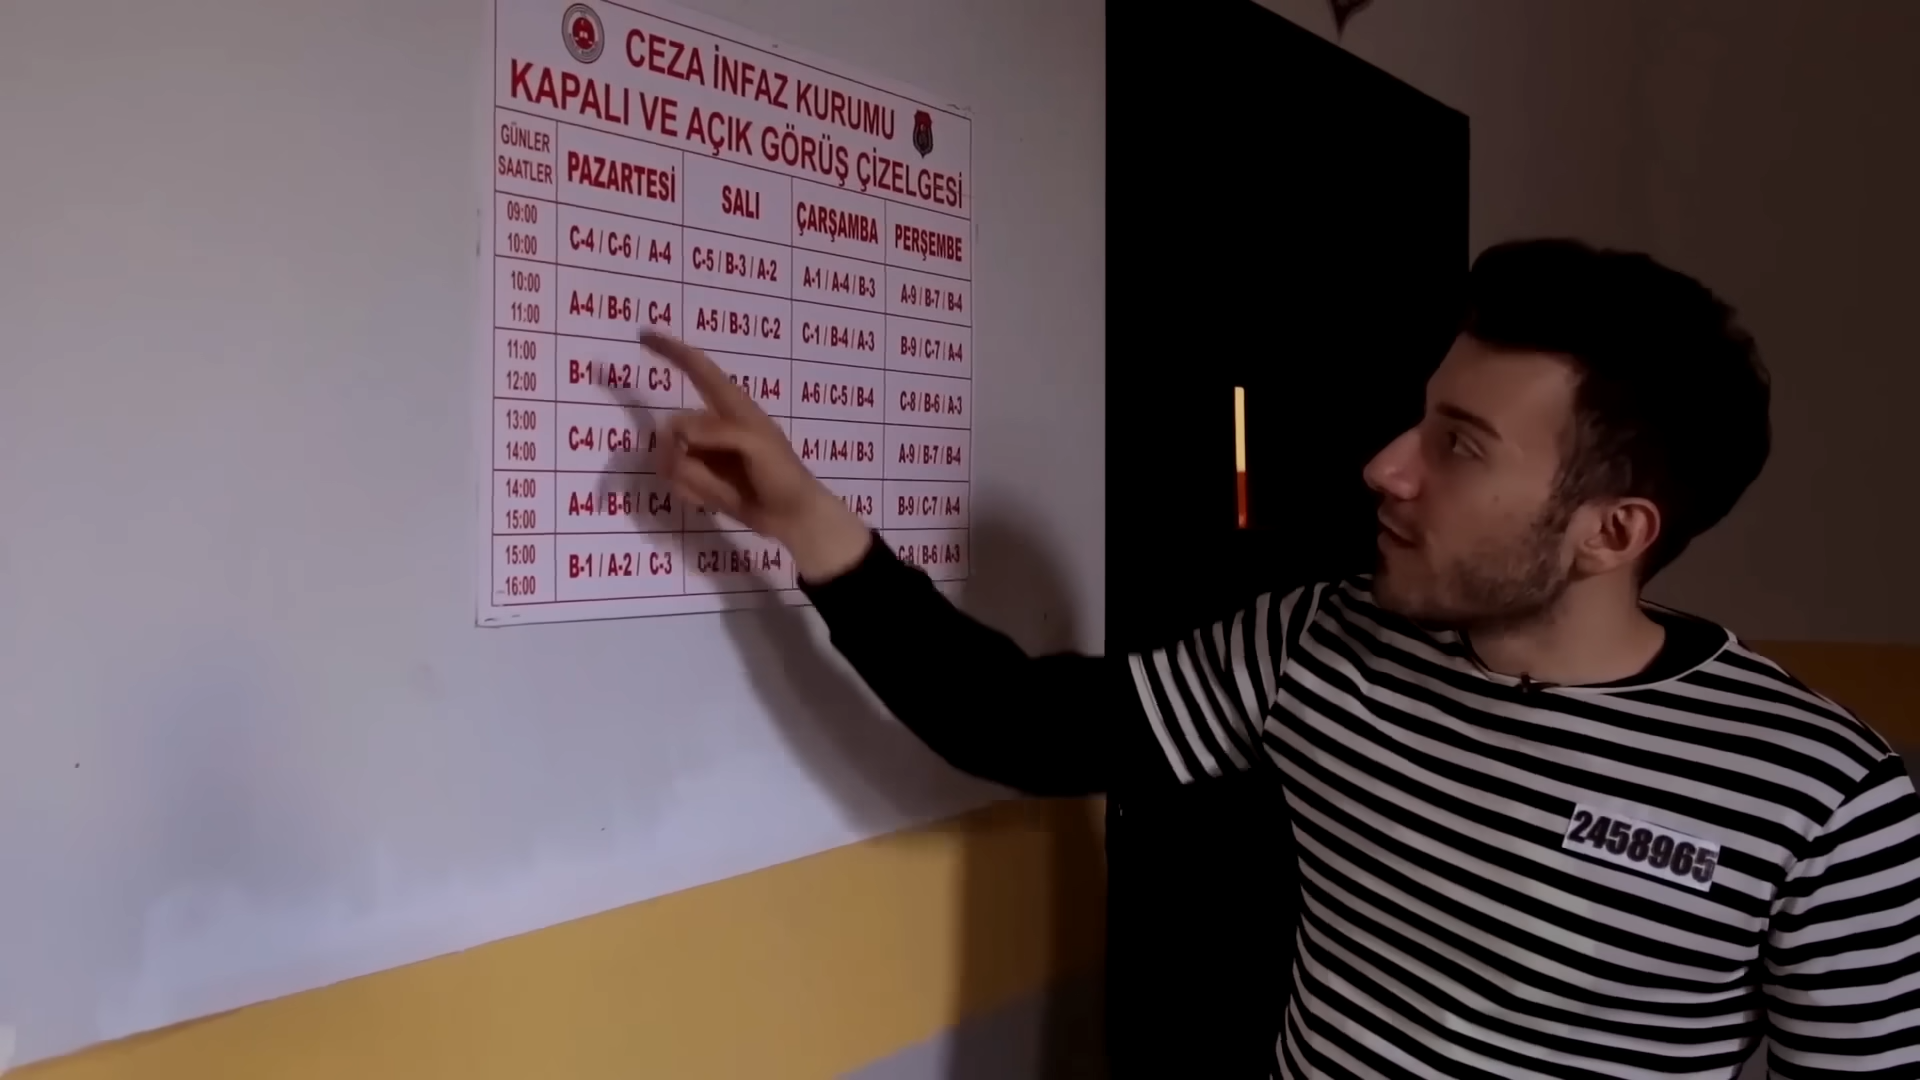 CEZA İNFAZ KURUMU
KAPALI VE AÇIK GÖRÜŞ ÇİZELGESİ
GÜNLER SAATLER PAZARTESİ SALI ÇARŞAMBA PERŞEMBE
09:00 10:00 C-4 / C-6 / A-4 C-5 / B-3 / A-2 A-1 / A-4 / B-3 A-9 / B-7 / B-4
10:00 11:00 A-4 / B-6 / C-4 A-5 / B-3 / C-2 C-1 / B-4 / A-3 B-9 / C-7 / A-4
11:00 12:00 B-1 / A-2 / C-3 / A-4 A-6 / C-5 / B-4 C-8 / B-6 / A-3
13:00 14:00 C-4 / C-6 / A-1 / A-4 / B-3 A-9 / B-7 / B-4
14:00 15:00 A-4 / B-6 / C-4 / A-3 B-9 / C-7 / A-4
15:00 16:00 B-1 / A-2 / C-3 C-2 / B-5 / A-4 C-8 / B-6 / A-3
2458965